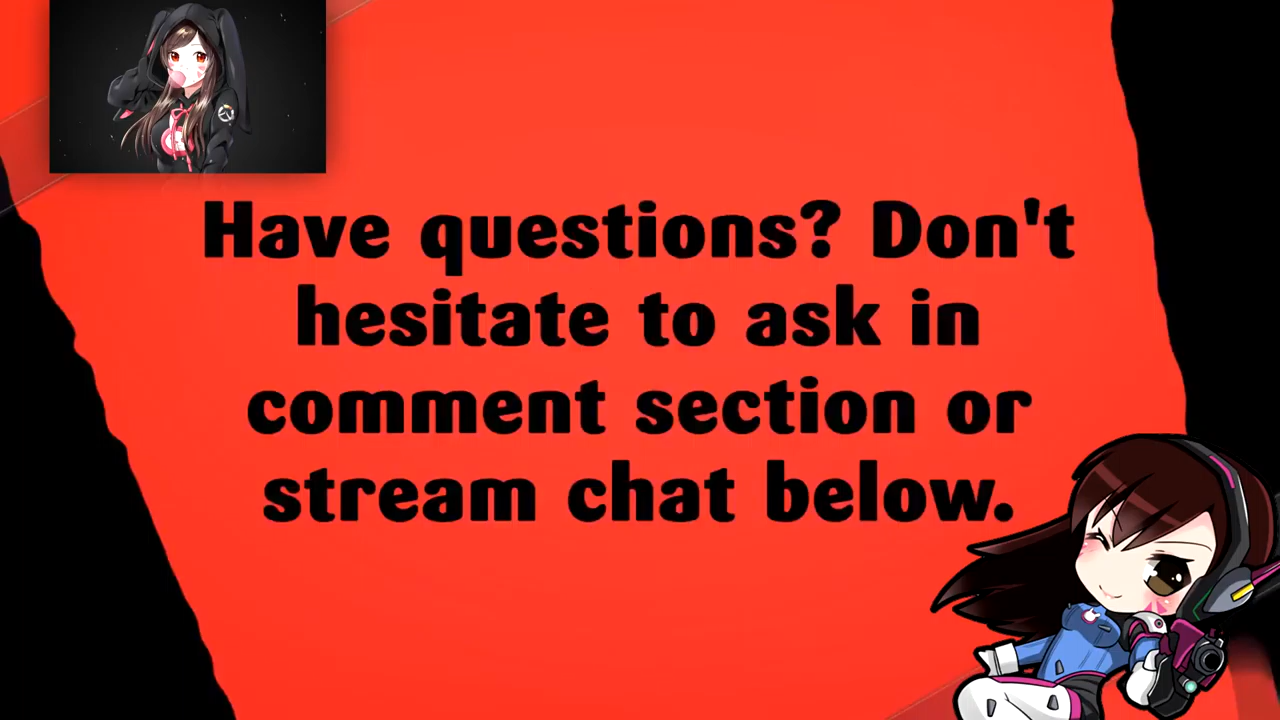 Have questions? Don't
hesitate to ask in
comment section or
stream chat below.